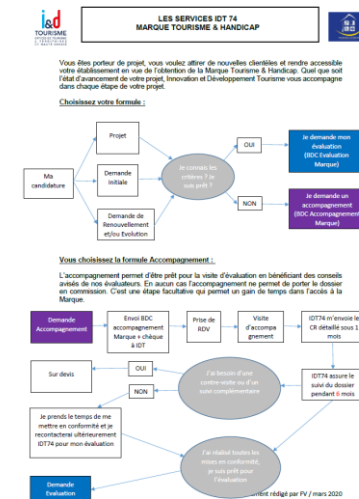 i&d
TOURISME
LES SERVICES IDT 74
MARQUE TOURISME & HANDICAP
Vous êtes porteur de projet, vous voulez attirer de nouvelles clientèles et rendre accessible
votre établissement en vue de l'obtention de la Marque Tourisme & Handicap. Quel que soit
l'état d'avancement de votre projet, Innovation et Développement Tourisme vous accompagne
dans chaque étape de votre projet.
Choisissez votre formule :
Ma
candidature
Projet
Demande
Initiale
Demande de
Renouvellement
et/ou Evolution
Je connais les
critères ? Je
suis prêt ?
OUI
NON
Je demande mon
évaluation
(BDC Evaluation
Marque)
Je demande un
accompagnement
(BDC Accompagnement
Marque)
Vous choisissez la formule Accompagnement :
L'accompagnement permet d'être prêt pour la visite d'évaluation en bénéficiant des conseils
avisés de nos évaluateurs. En aucun cas l'accompagnement ne permet de porter le dossier
en commission. C'est une étape facultative qui permet un gain de temps dans l'accès à la
Marque.
Demande
Accompagnement
Envoi BDC
accompagnement
Marque + chèque
à IDT
Prise de
RDV
Visite
d'accompa
gnement
IDT74 m'envoie le
CR détaillé sous 1
mois
Sur devis
OUI
NON
J'ai besoin d'une
contre-visite ou d'un
suivi complémentaire
IDT74 assure le
suivi du dossier
pendant 6 mois
Je prends le temps de me
mettre en conformité et je
recontacterai ultérieurement
IDT74 pour mon évaluation
J'ai réalisé toutes les
mises en conformité,
je suis prêt pour
l'évaluation
Demande
Evaluation
ment rédigé par FV / mars 2020